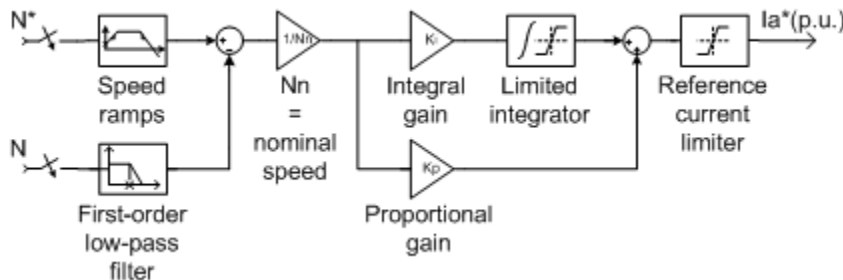 N*
Speed
ramps
N
First-order
low-pass
filter
1/Nn
Nn
=
nominal
speed
Ki
Integral
gain
Limited
integrator
Kp
Proportional
gain
Reference
current
limiter
Ia*(p.u.)